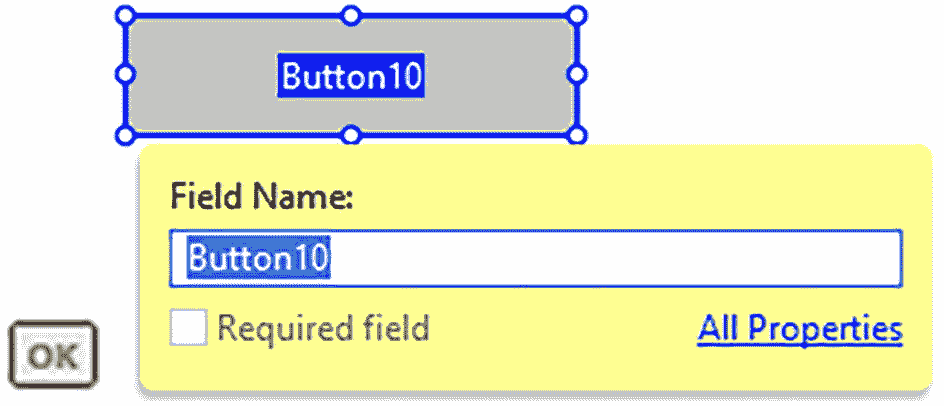 Button10
Field Name:
Button10
Required field
All Properties
OK